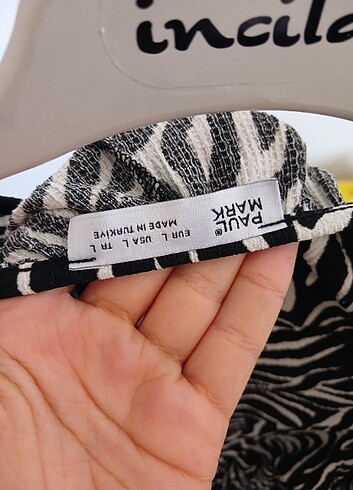 incila
PAUL
MARK®
EUR L USA L TR L
MADE IN TURKIYE